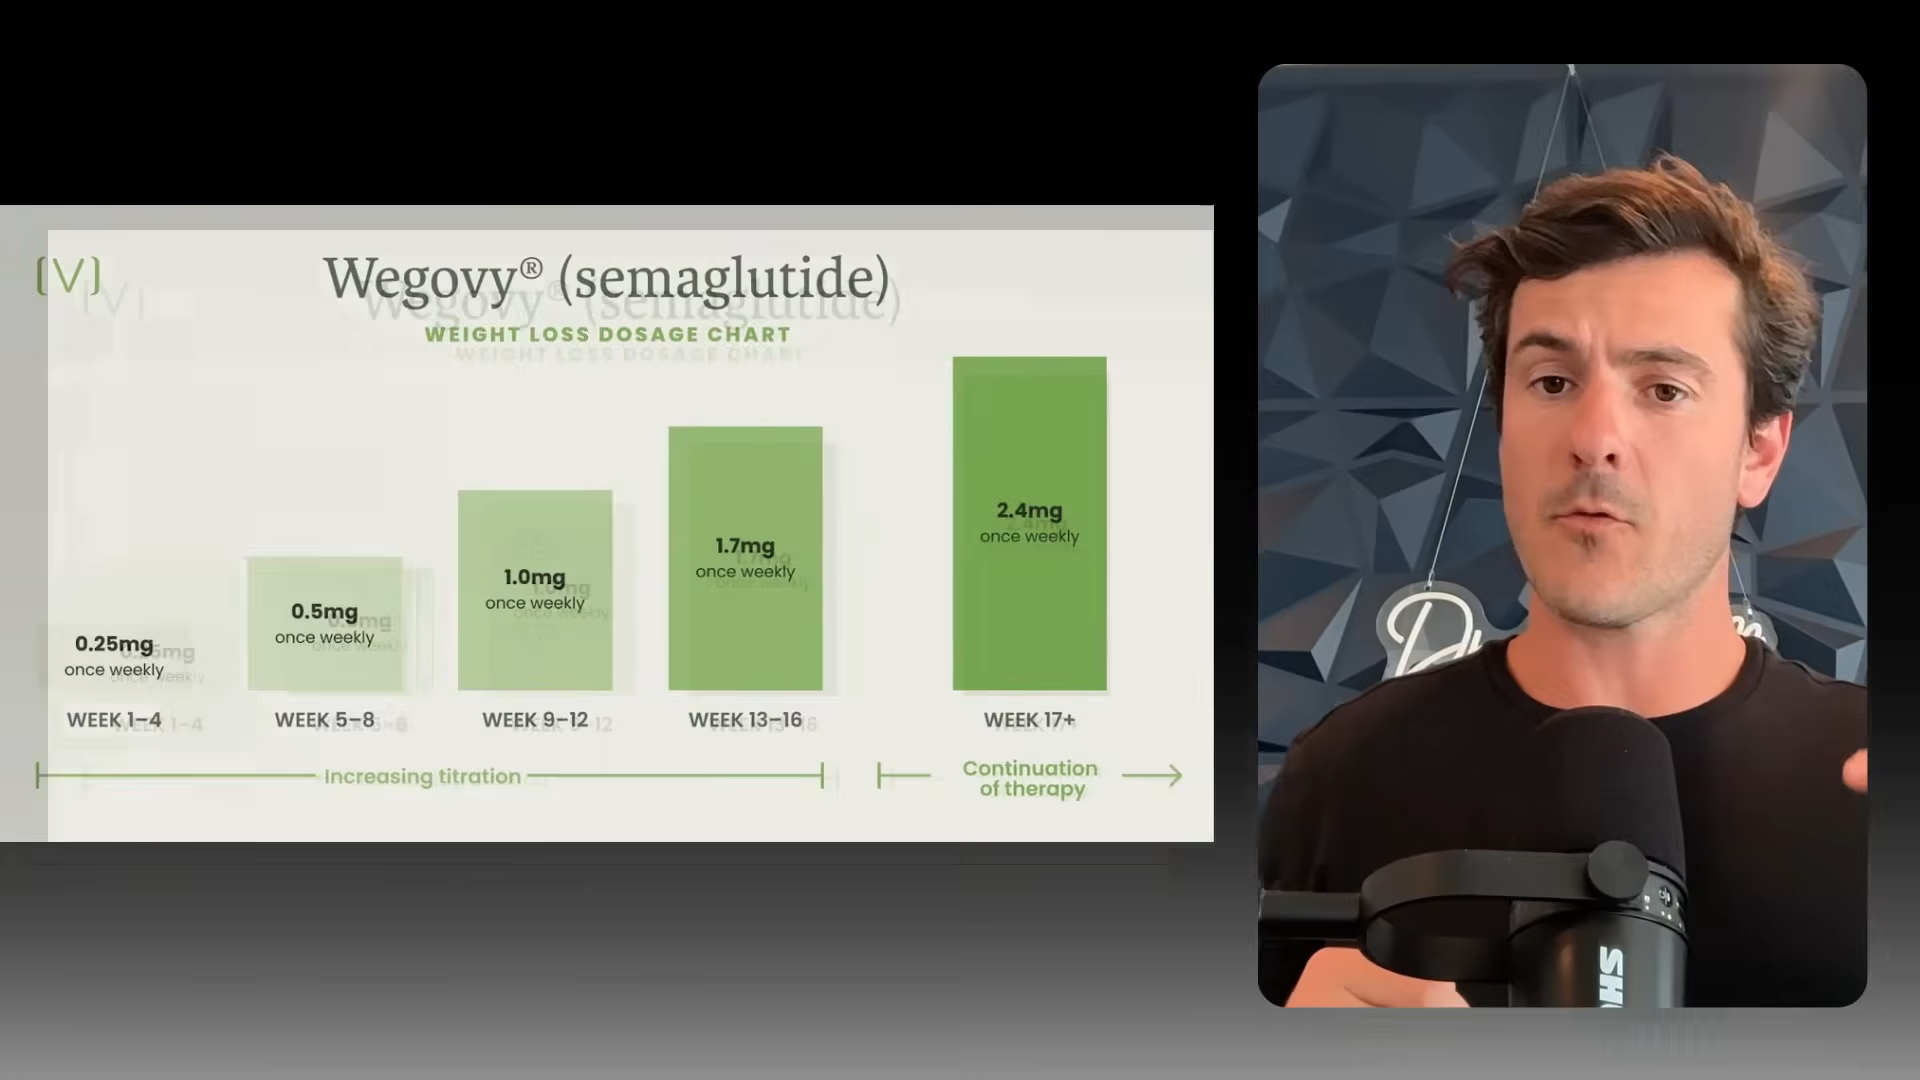 (V)
Wegovy® (semaglutide)
WEIGHT LOSS DOSAGE CHART
0.25mg
once weekly
0.5mg
once weekly
1.0mg
once weekly
1.7mg
once weekly
2.4mg
once weekly
WEEK 1–4
WEEK 5–8
WEEK 9–12
WEEK 13–16
WEEK 17+
Increasing titration
Continuation
of therapy